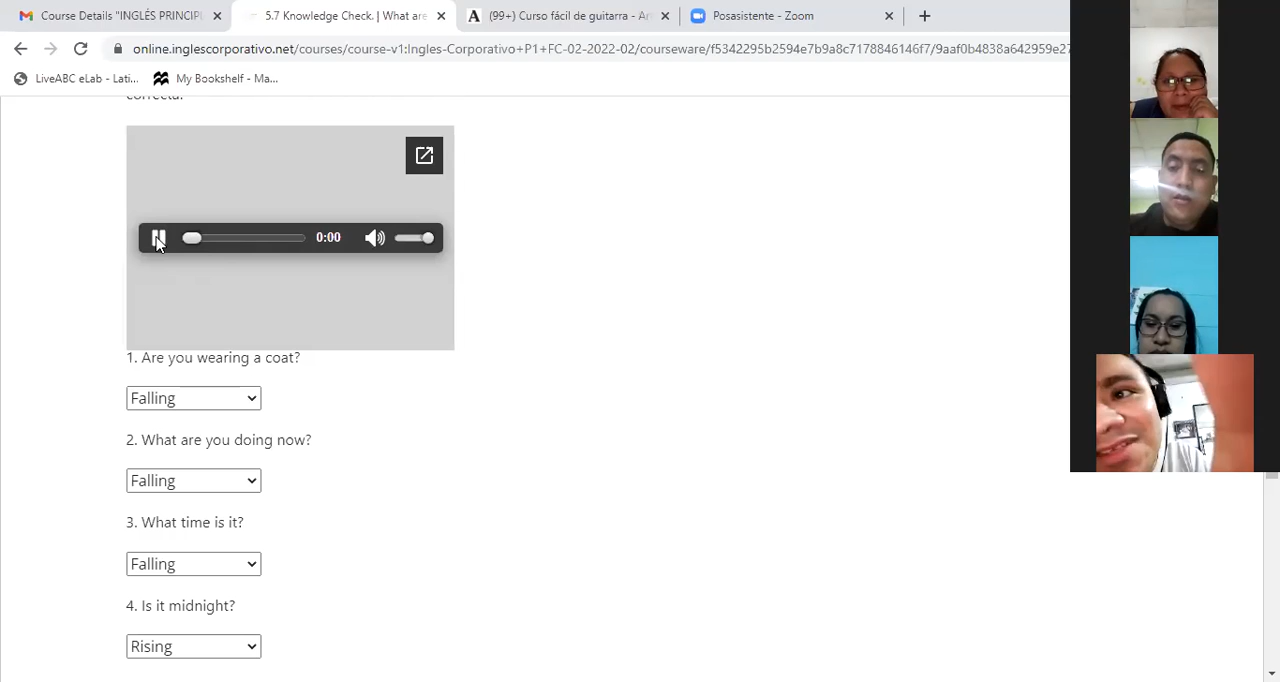 Course Details "INGLÉS PRINCIPI
5.7 Knowledge Check. | What are
(99+) Curso fácil de guitarra - Ar
Posasistente - Zoom
online.inglescorporativo.net/courses/course-v1:Ingles-Corporativo+P1+FC-02-2022-02/courseware/f5342295b2594e7b9a8c7178846146f7/9aaf0b4838a642959e27
LiveABC eLab - Lati...
My Bookshelf - Ma...
correcta.
0:00
1. Are you wearing a coat?
Falling
2. What are you doing now?
Falling
3. What time is it?
Falling
4. Is it midnight?
Rising